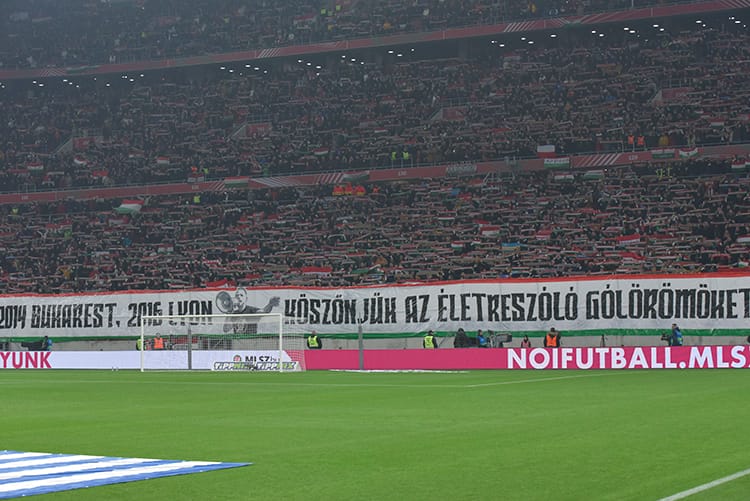 2014 BUKAREST, 2016 LYON KÖSZÖNJÜK AZ ÉLETRESZÓLÓ GÓLÖRÖMÖKET
YUNK
MLSZ.hu
NOIFUTBALL.MLSZ